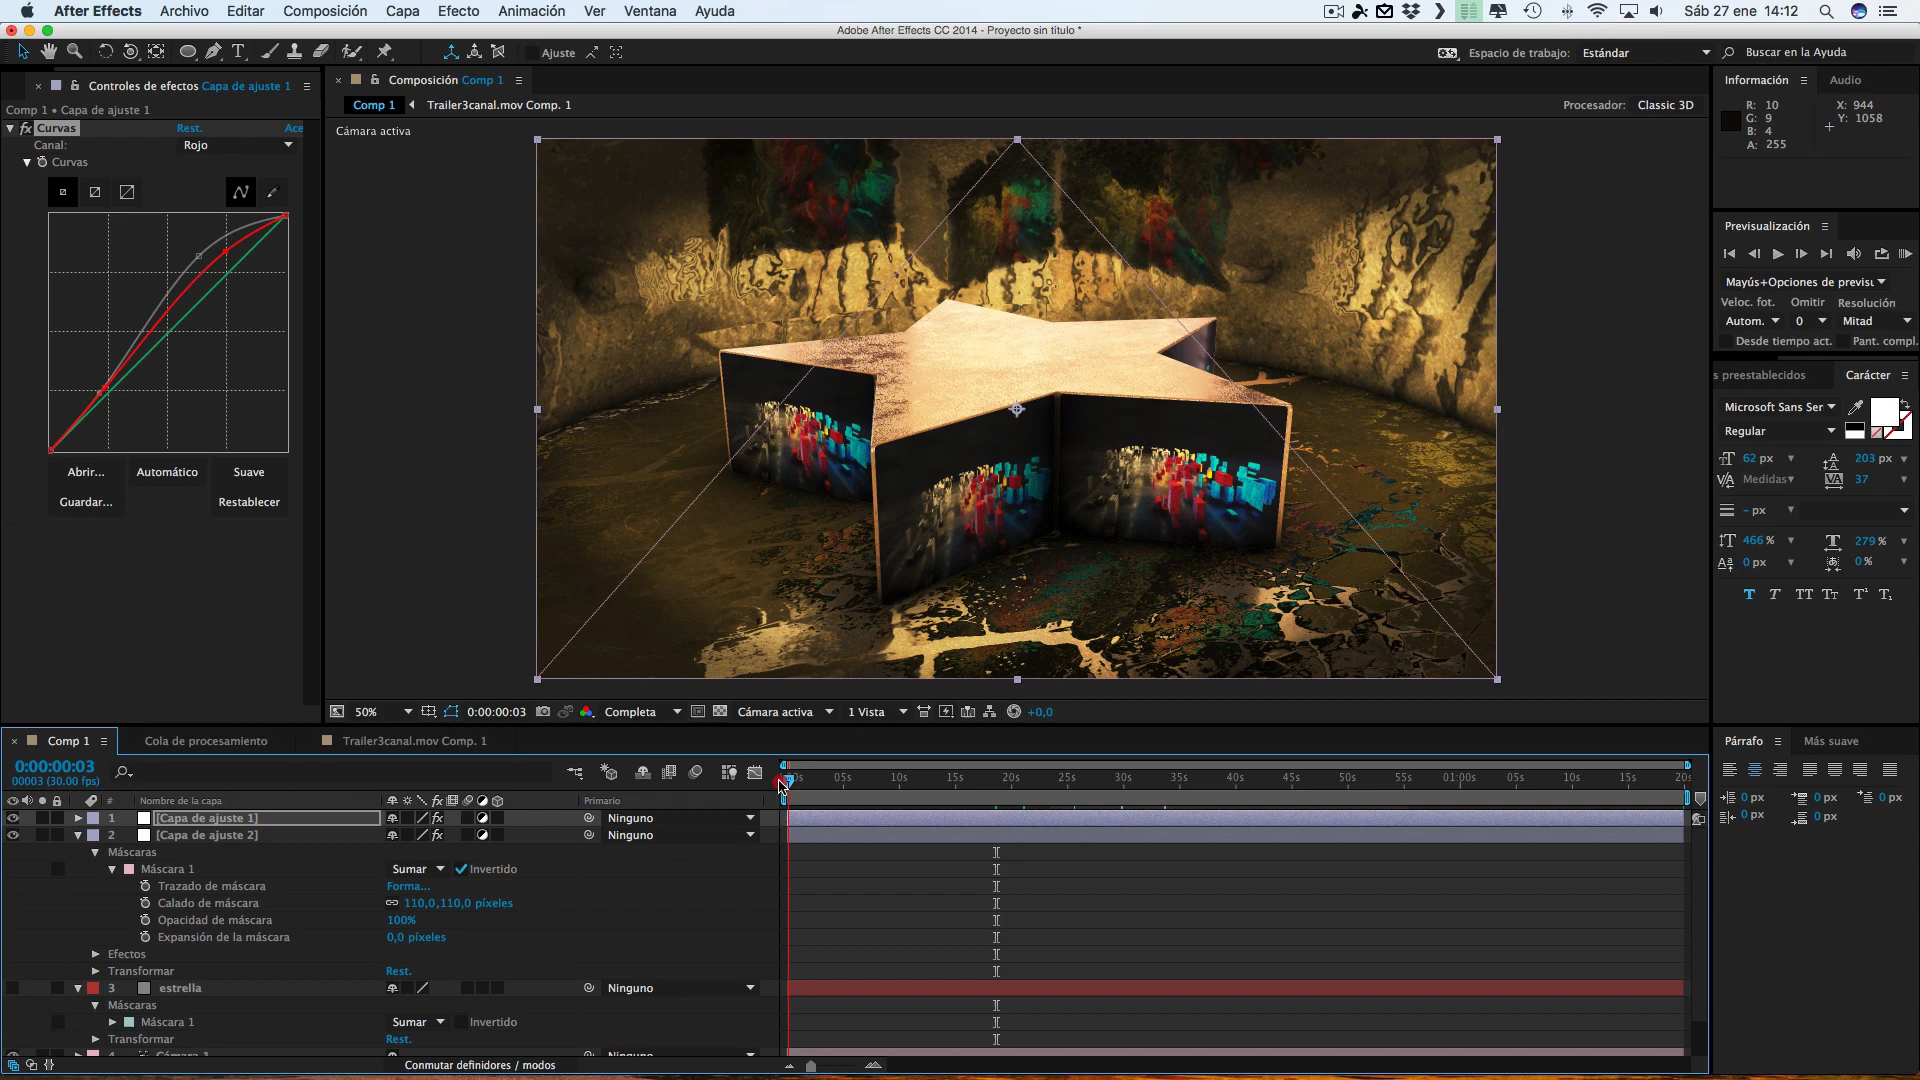 After Effects Archivo Editar Composición Capa Efecto Animación Ver Ventana Ayuda Sáb 27 ene 14:12
Adobe After Effects CC 2014 - Proyecto sin título *
Ajuste Espacio de trabajo: Estándar Buscar en la Ayuda
Controles de efectos Capa de ajuste 1
Comp 1 • Capa de ajuste 1
fx Curvas Rest. Ace
Canal: Rojo
Curvas
Abrir... Automático Suave
Guardar... Restablecer
Composición Comp 1
Comp 1 Trailer3canal.mov Comp. 1 Procesador: Classic 3D
Cámara activa
50% 0:00:00:03 Completa Cámara activa 1 Vista +0,0
Información Audio
R: 10 X: 944
G: 9 Y: 1058
B: 4
A: 255
Previsualización
Mayús+Opciones de previsu
Veloc. fot. Omitir Resolución
Autom. 0 Mitad
Desde tiempo act. Pant. compl.
s preestablecidos Carácter
Microsoft Sans Ser
Regular
62 px 203 px
Medidas 37
- px
466 % 279 %
0 px 0 %
T T TT Tt T¹ T₁
Párrafo Más suave
0 px 0 px 0 px
0 px 0 px
Comp 1 Cola de procesamiento Trailer3canal.mov Comp. 1
0:00:00:03
00003 (30.00 fps)
05s 10s 15s 20s 25s 30s 35s 40s 45s 50s 55s 01:00s 05s 10s 15s
# Nombre de la capa fx Primario
1 [Capa de ajuste 1] fx Ninguno
2 [Capa de ajuste 2] fx Ninguno
Máscaras
Máscara 1 Sumar Invertido
Trazado de máscara Forma...
Calado de máscara 110,0,110,0 píxeles
Opacidad de máscara 100%
Expansión de la máscara 0,0 píxeles
Efectos
Transformar Rest.
3 estrella Ninguno
Máscaras
Máscara 1 Sumar Invertido
Transformar Rest.
Conmutar definidores / modos